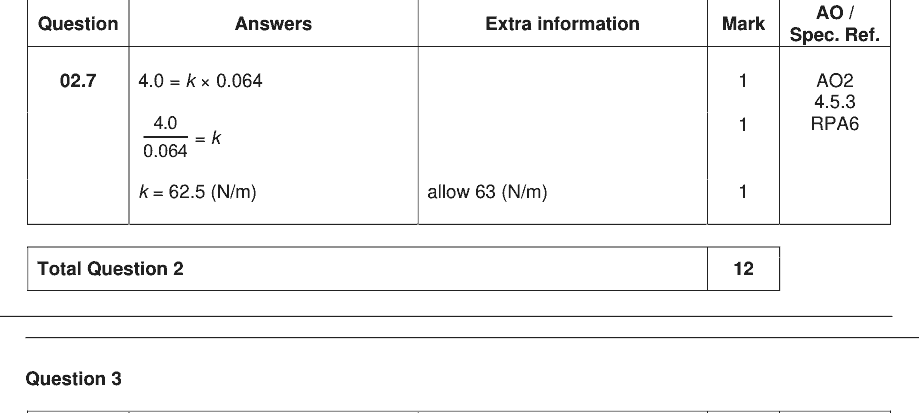 Question Answers Extra information Mark AO /
Spec. Ref.
02.7 4.0 = k × 0.064 1 AO2
4.5.3
4.0
0.064 = k 1 RPA6
k = 62.5 (N/m) allow 63 (N/m) 1
Total Question 2 12
Question 3